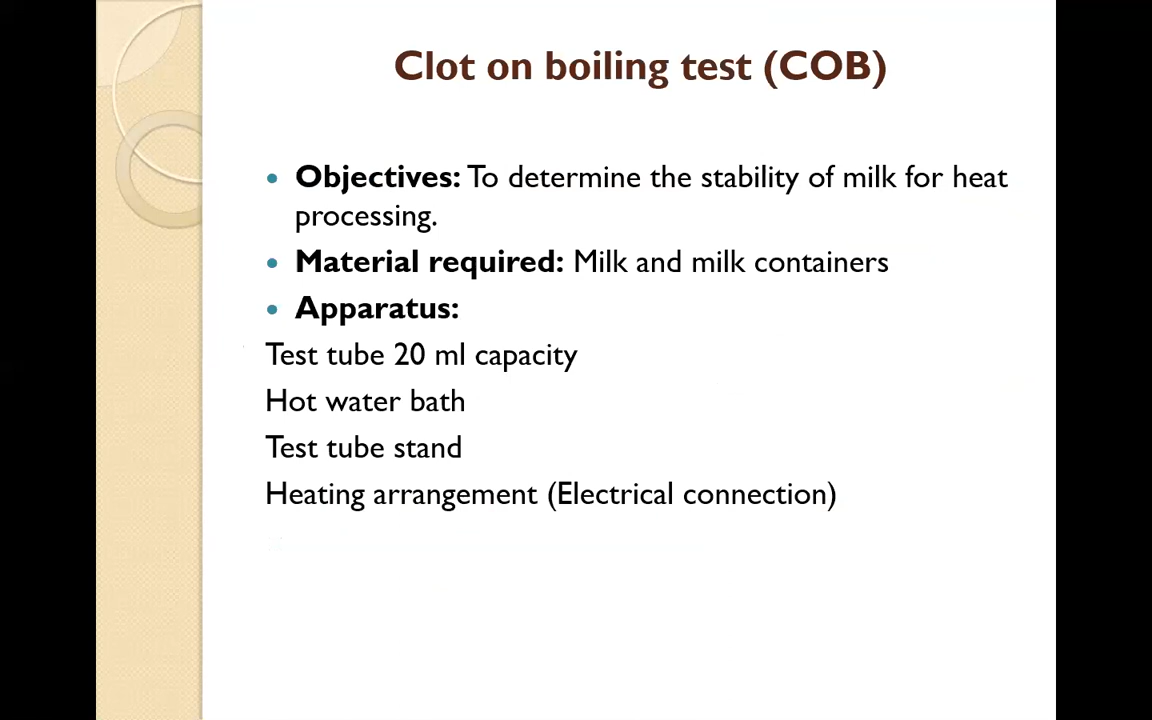 Clot on boiling test (COB)
• Objectives: To determine the stability of milk for heat
processing.
• Material required: Milk and milk containers
• Apparatus:
Test tube 20 ml capacity
Hot water bath
Test tube stand
Heating arrangement (Electrical connection)